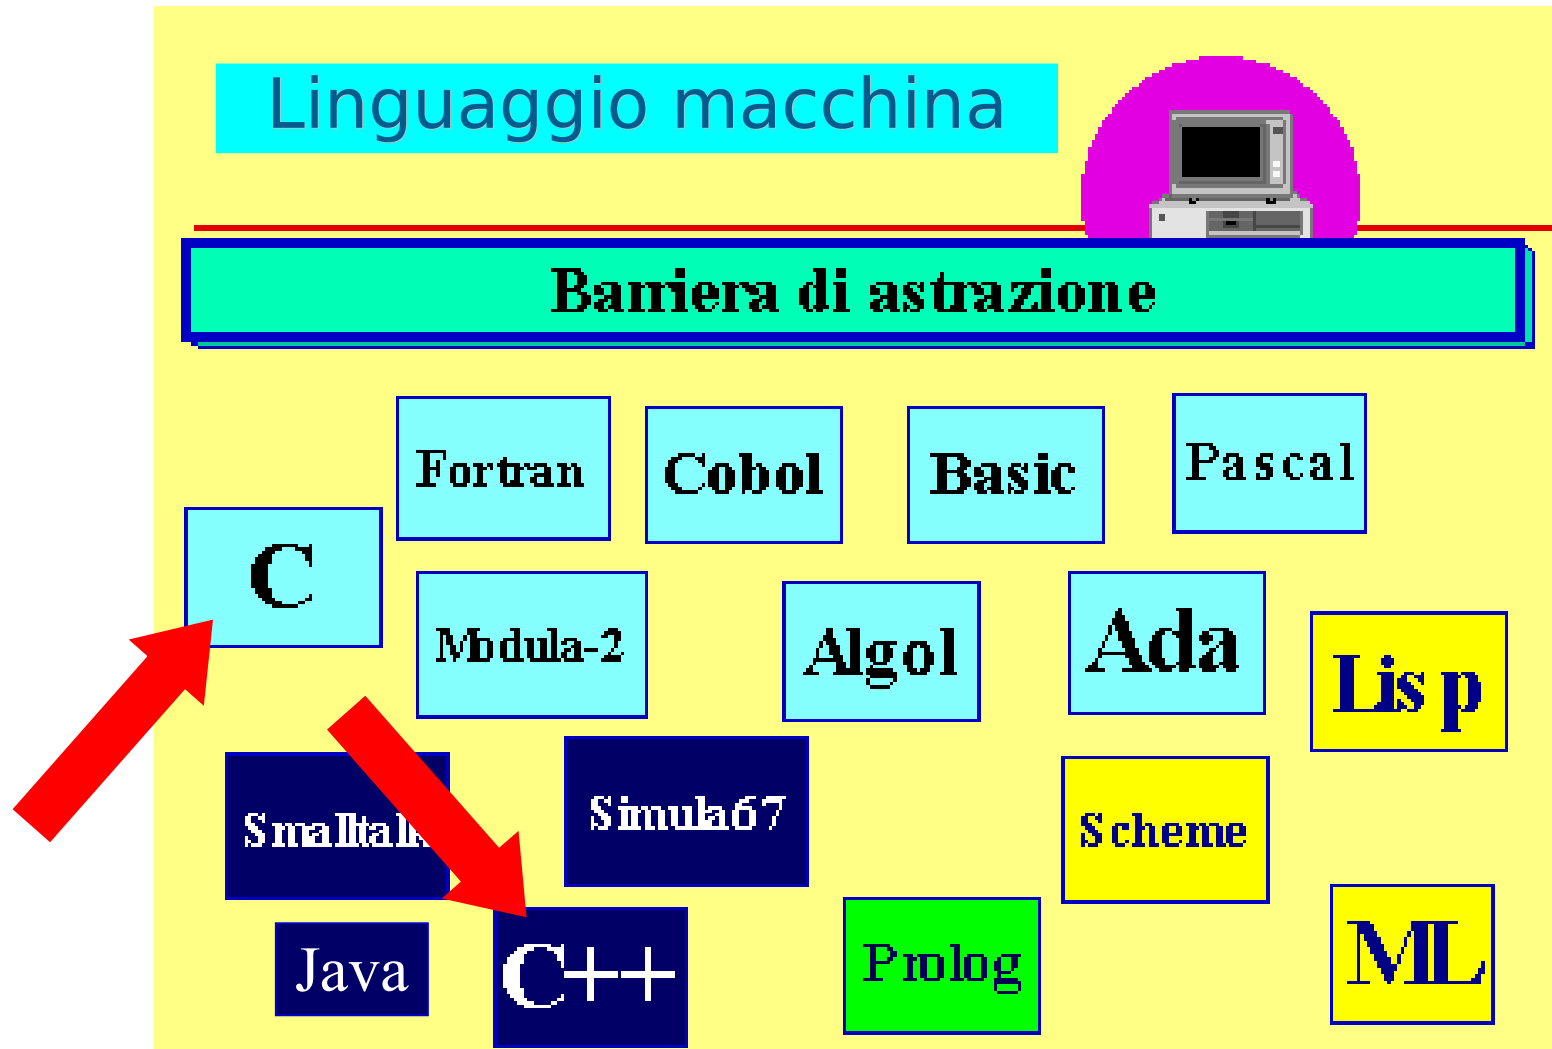 Linguaggio macchina
Barriera di astrazione
Fortran
Cobol
Basic
Pascal
C
Modula-2
Algol
Ada
Lisp
Smalltalk
Simula67
Scheme
Java
C++
Prolog
ML